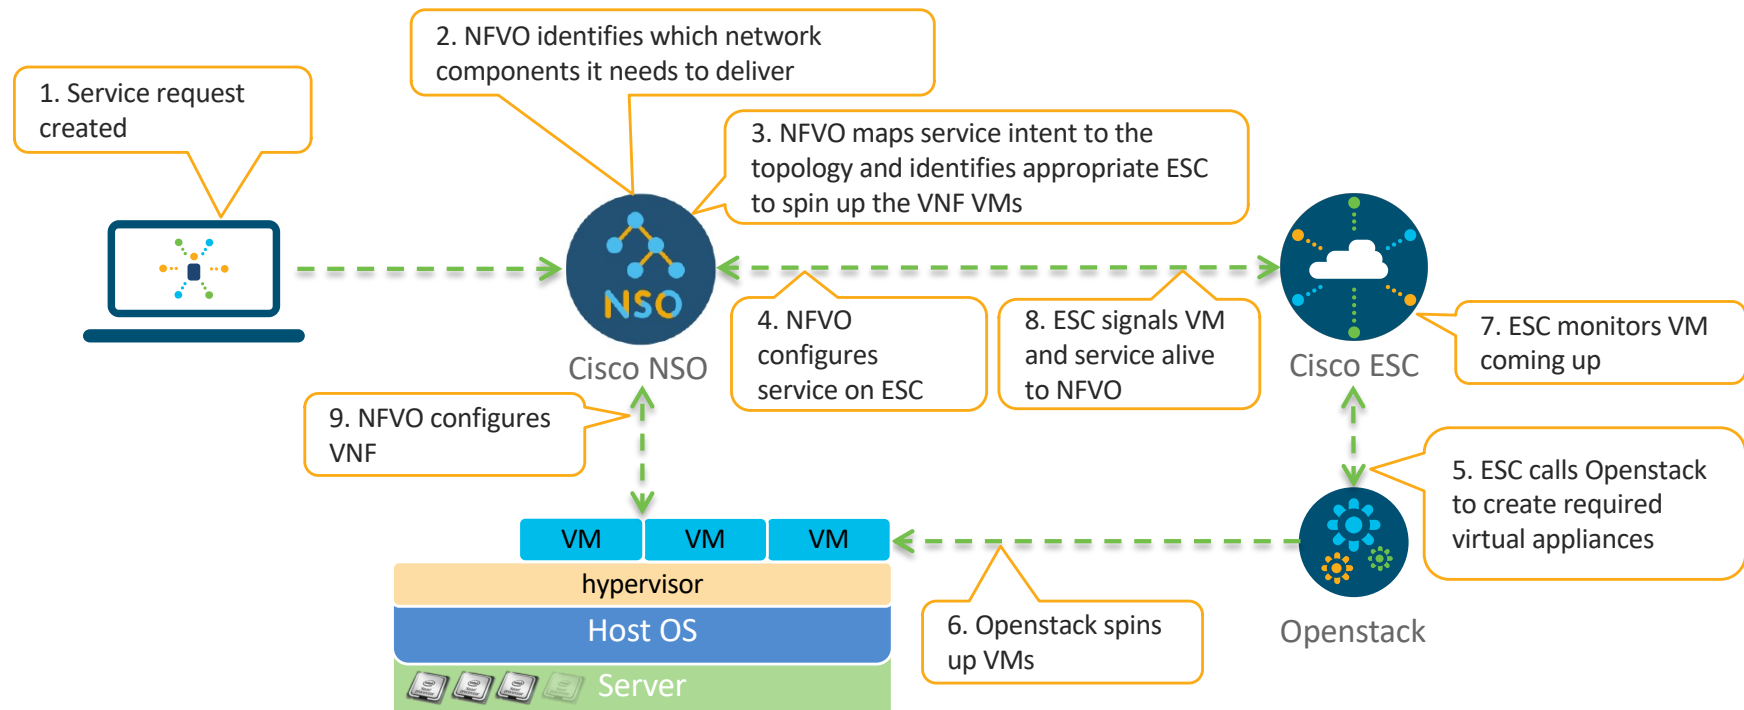 1. Service request
created
2. NFVO identifies which network
components it needs to deliver
3. NFVO maps service intent to the
topology and identifies appropriate ESC
to spin up the VNF VMs
NSO
Cisco NSO
4. NFVO
configures
service on ESC
8. ESC signals VM
and service alive
to NFVO
Cisco ESC
7. ESC monitors VM
coming up
9. NFVO configures
VNF
5. ESC calls Openstack
to create required
virtual appliances
VM
VM
VM
hypervisor
Host OS
Server
6. Openstack spins
up VMs
Openstack